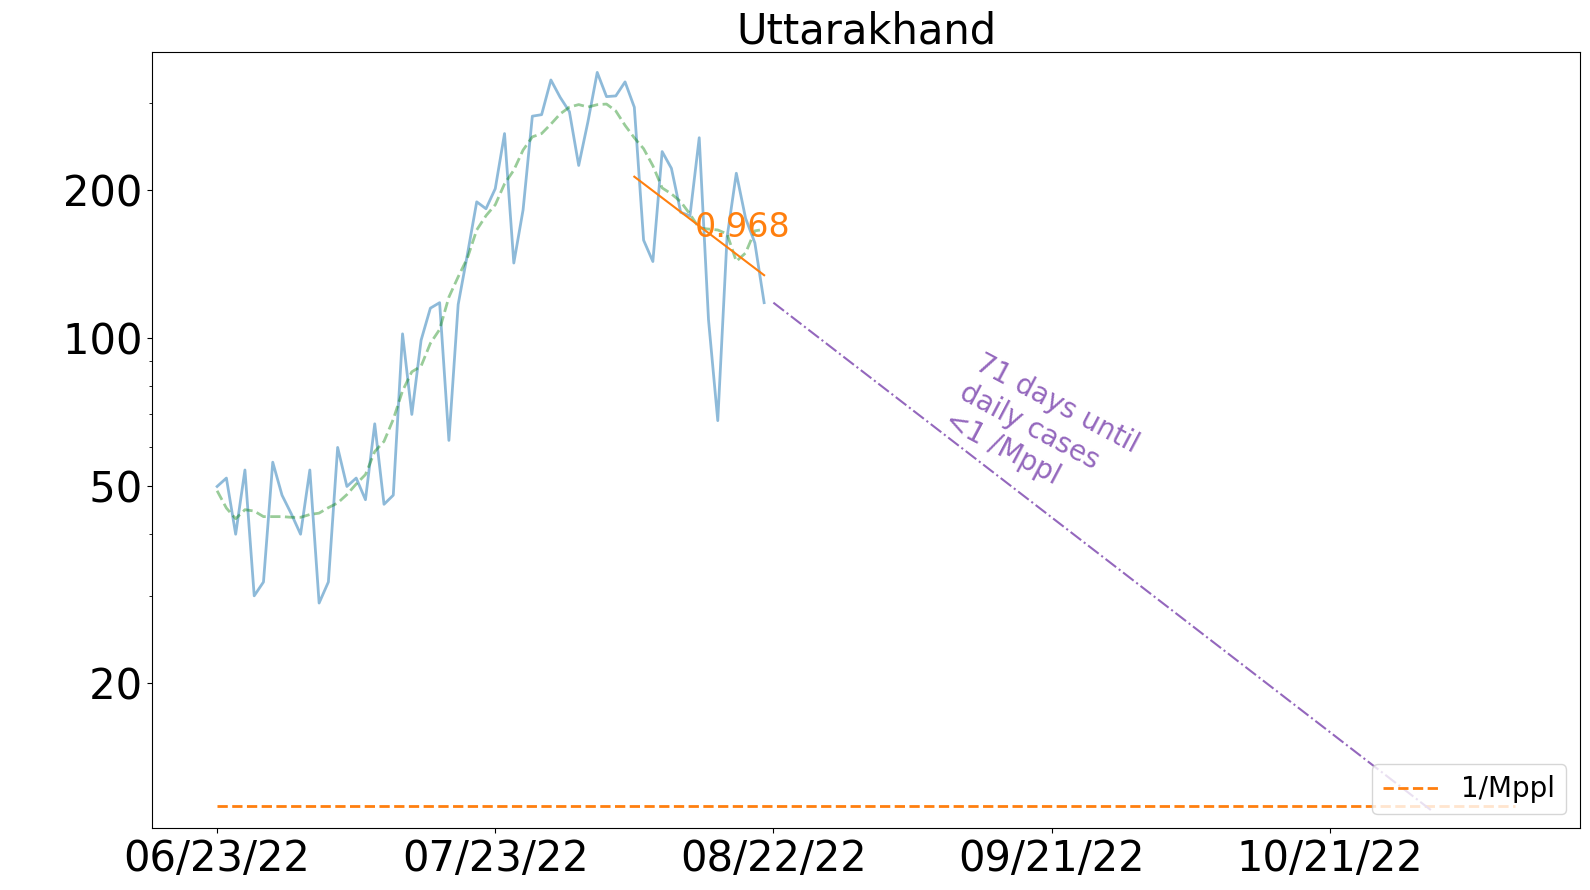 Uttarakhand
200
100
50
20
0.968
71 days until
daily cases
<1 /Mppl
1/Mppl
06/23/22
07/23/22
08/22/22
09/21/22
10/21/22